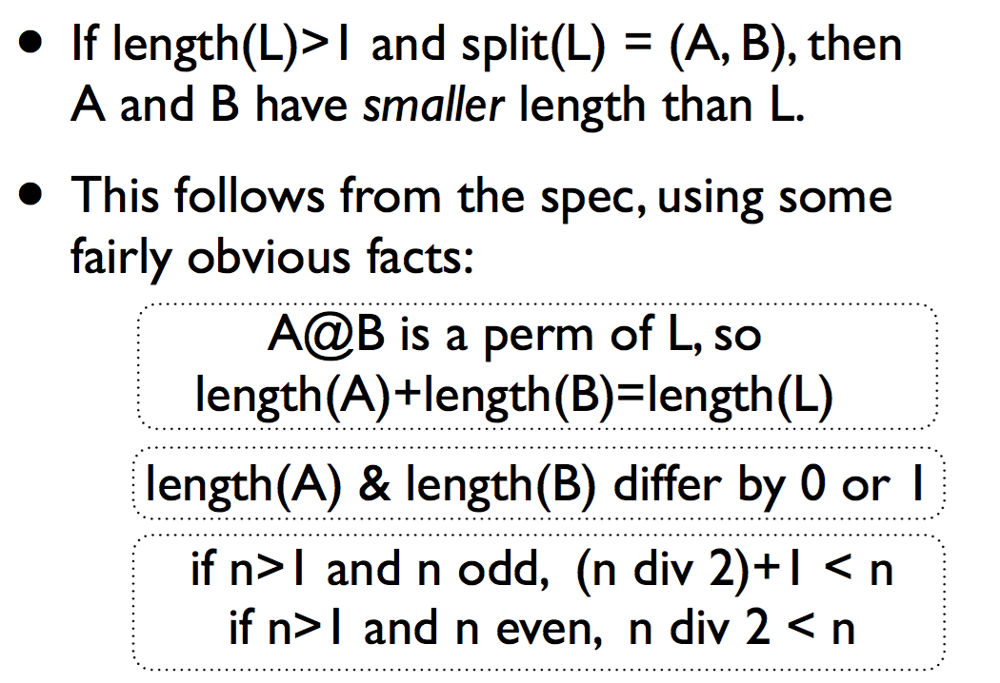 • If length(L)>1 and split(L) = (A, B), then
A and B have smaller length than L.
• This follows from the spec, using some
fairly obvious facts:
A@B is a perm of L, so
length(A)+length(B)=length(L)
length(A) & length(B) differ by 0 or 1
if n>1 and n odd, (n div 2)+1 < n
if n>1 and n even, n div 2 < n